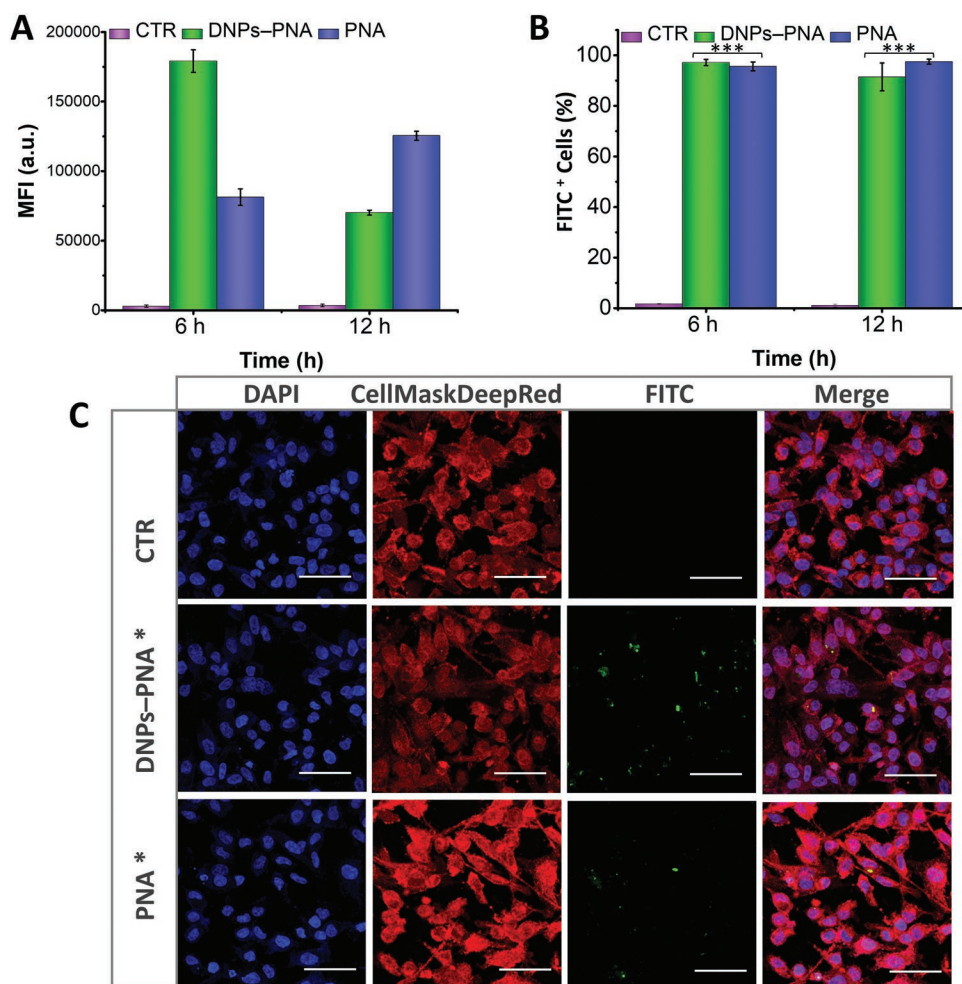 A
CTR DNPs–PNA PNA
200000
150000
100000
50000
0
MFI (a.u.)
6 h 12 h
Time (h)
B
CTR DNPs–PNA PNA
*** ***
100
80
60
40
20
0
FITC + Cells (%)
6 h 12 h
Time (h)
C
DAPI CellMaskDeepRed FITC Merge
CTR
DNPs–PNA *
PNA *